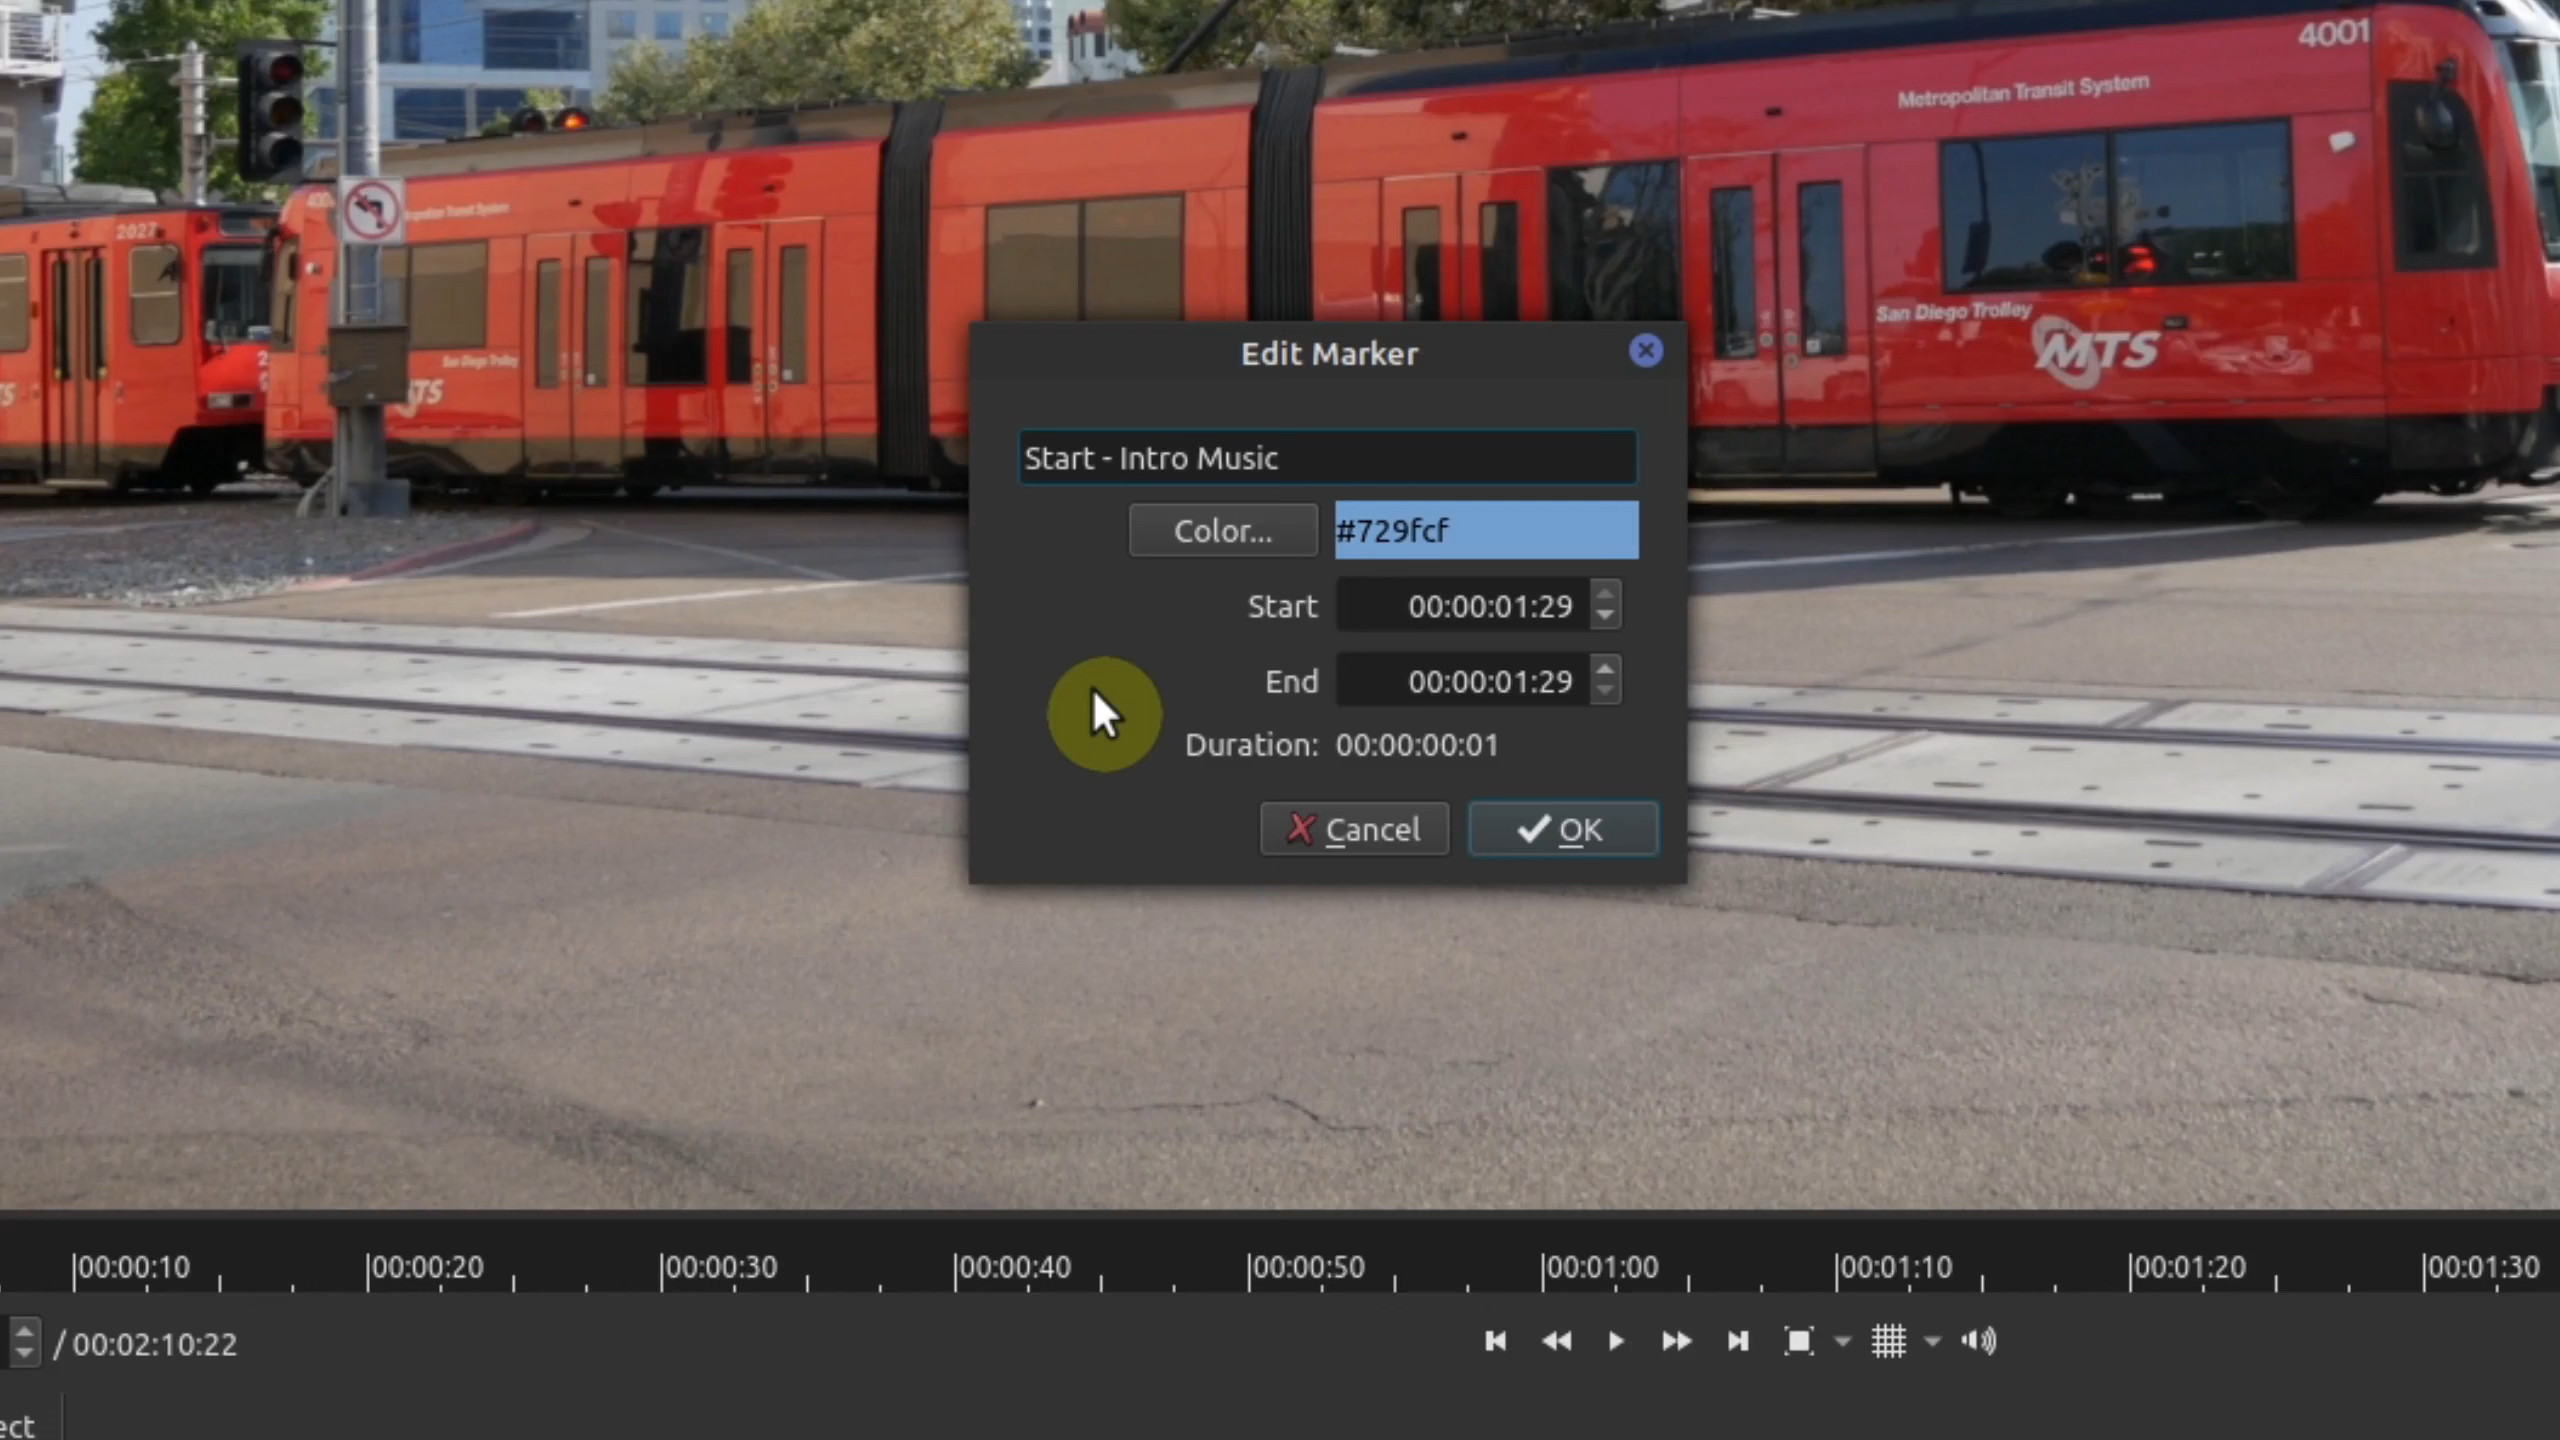 4001
Metropolitan Transit System
2027
San Diego Trolley
MTS
San Diego Trolley
Edit Marker
Start - Intro Music
Color... #729fcf
Start 00:00:01:29
End 00:00:01:29
Duration: 00:00:00:01
Cancel OK
00:00:10 00:00:20 00:00:30 00:00:40 00:00:50 00:01:00 00:01:10 00:01:20 00:01:30
/ 00:02:10:22
ect